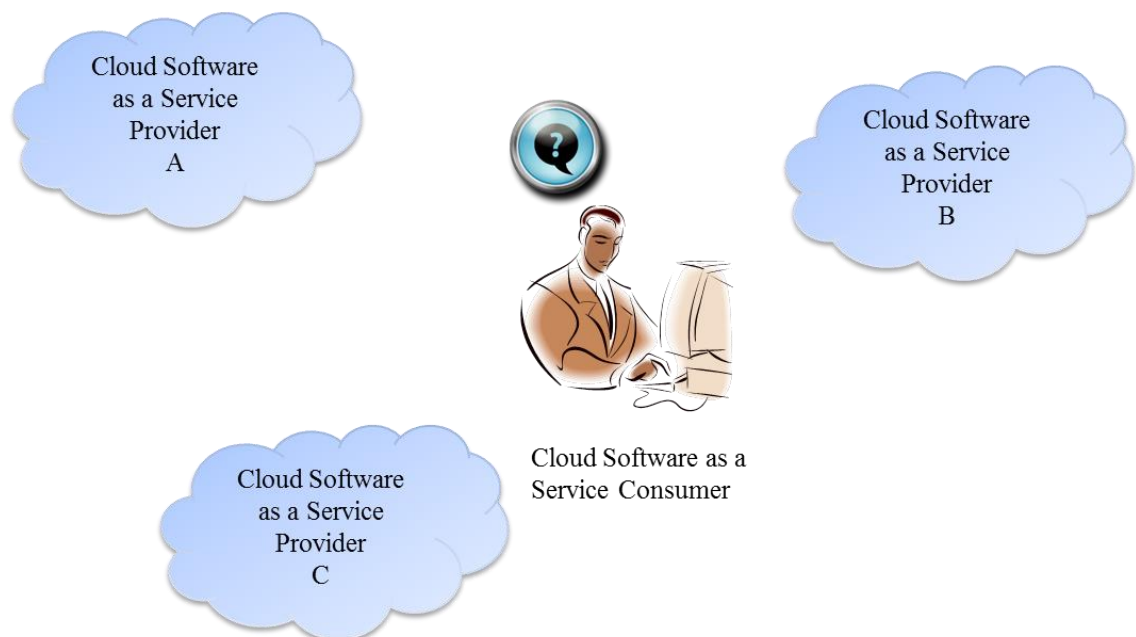 Cloud Software
as a Service
Provider
A
?
Cloud Software
as a Service
Provider
B
Cloud Software as a
Service Consumer
Cloud Software
as a Service
Provider
C